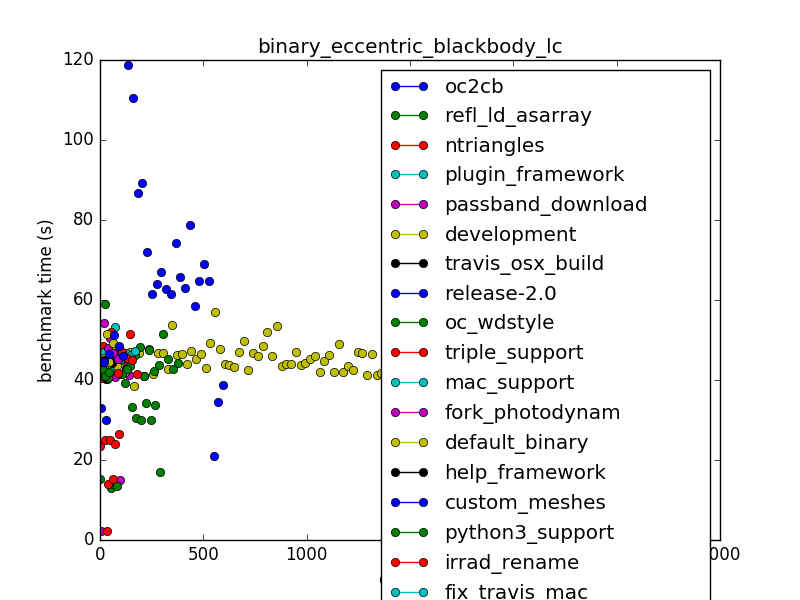 binary_eccentric_blackbody_lc
benchmark time (s)
120
100
80
60
40
20
0
0
500
1000
000
oc2cb
refl_ld_asarray
ntriangles
plugin_framework
passband_download
development
travis_osx_build
release-2.0
oc_wdstyle
triple_support
mac_support
fork_photodynam
default_binary
help_framework
custom_meshes
python3_support
irrad_rename
fix_travis_mac